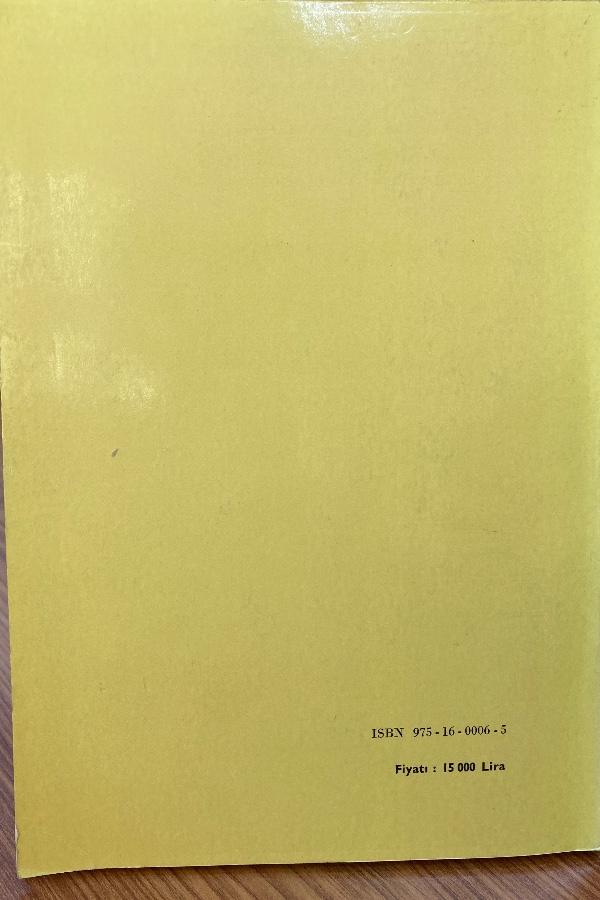 ISBN 975 - 16 - 0006 - 5
Fiyatı : 15 000 Lira